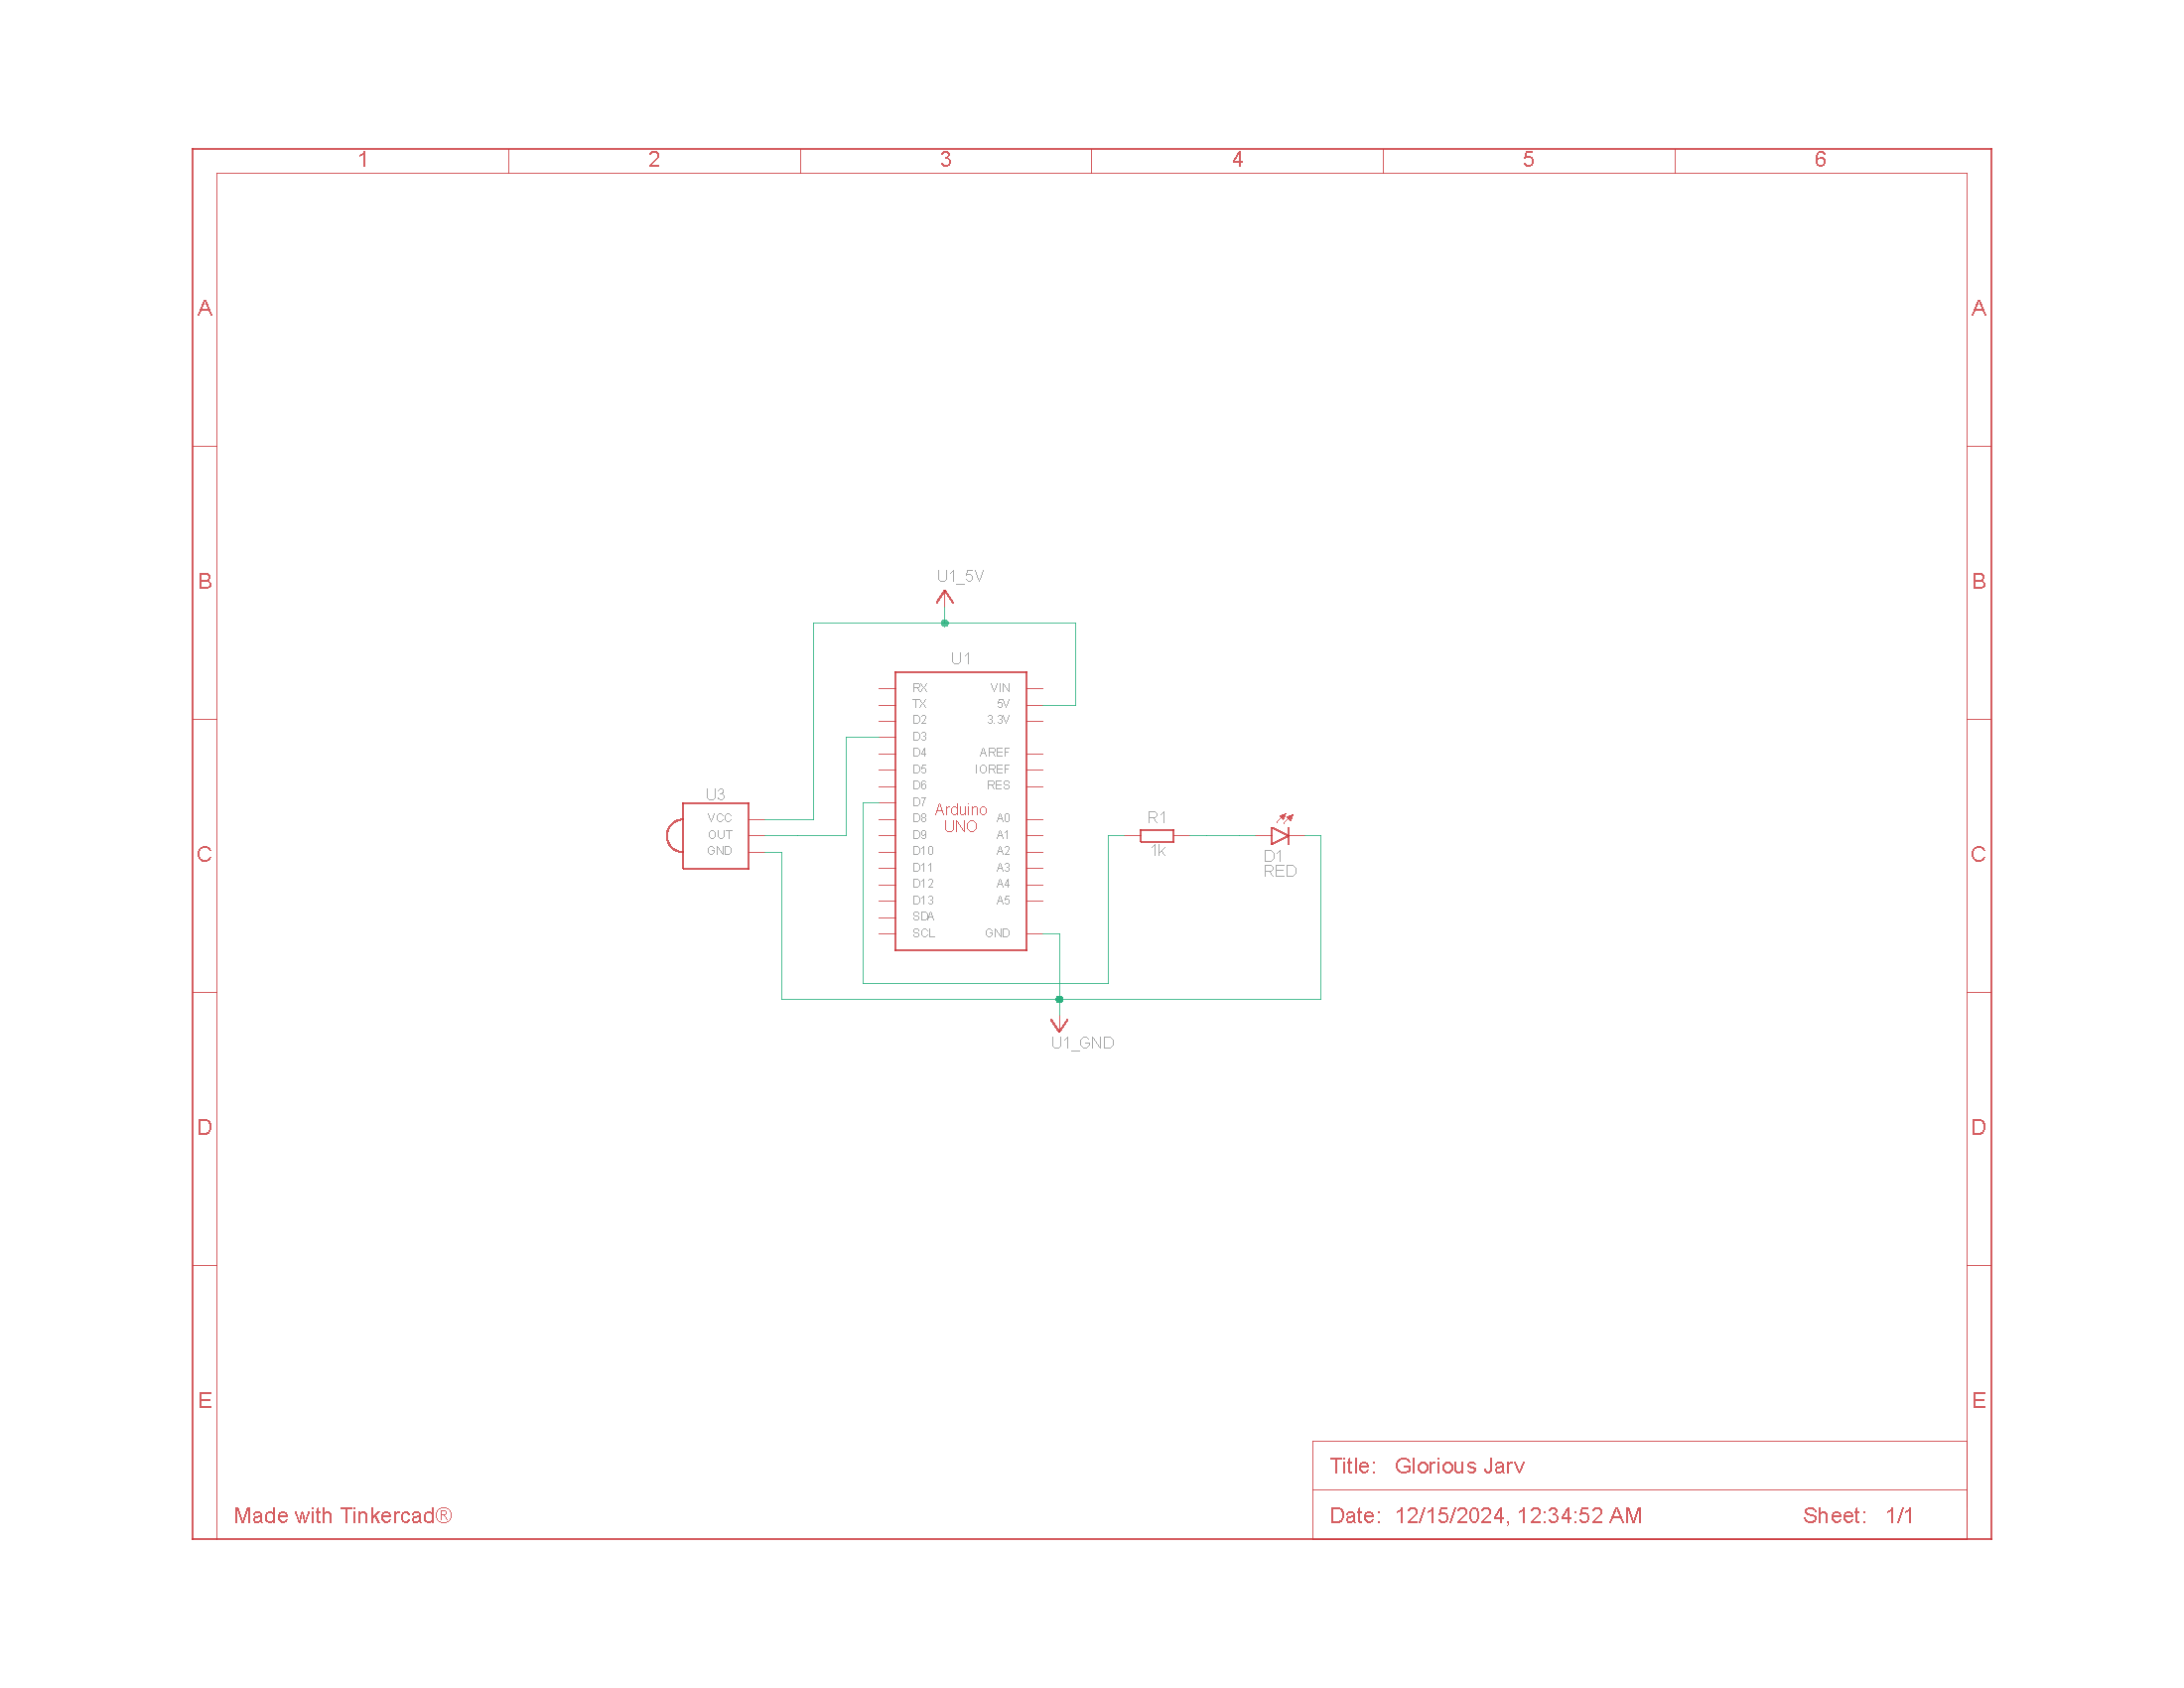 1 2 3 4 5 6
A A
B B
U1_5V
U1
RX VIN
TX 5V
D2 3.3V
D3
D4 AREF
D5 IOREF
D6 RES
D7
Arduino
UNO
D8 A0
D9 A1
D10 A2
D11 A3
D12 A4
D13 A5
SDA
SCL GND
U3
VCC
OUT
GND
R1
1k
D1
RED
C C
U1_GND
D D
E E
Title: Glorious Jarv
Made with Tinkercad®
Date: 12/15/2024, 12:34:52 AM Sheet: 1/1